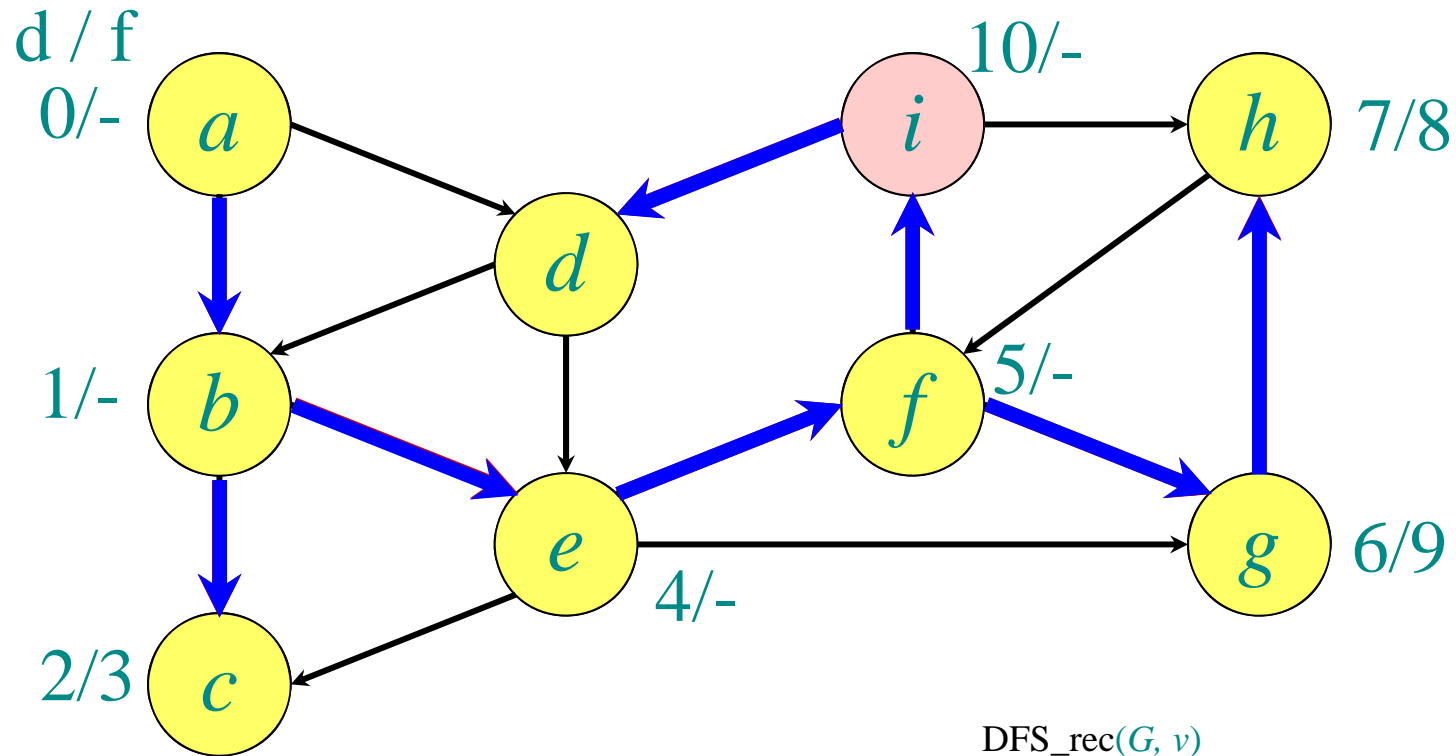 d / f
0/-
a
i
10/-
h
7/8
d
1/-
b
f
5/-
e
4/-
g
6/9
2/3
c
DFS_rec(G, v)